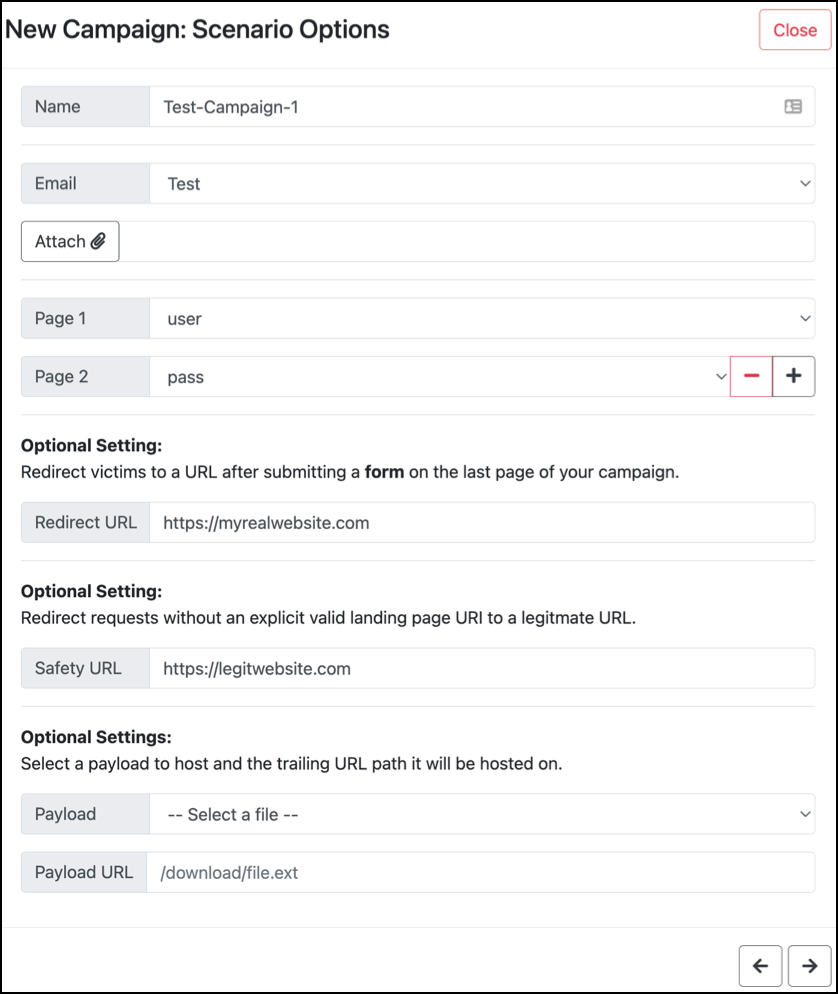 New Campaign: Scenario Options
Close
Name
Test-Campaign-1
Email
Test
Attach
Page 1
user
Page 2
pass
Optional Setting:
Redirect victims to a URL after submitting a form on the last page of your campaign.
Redirect URL
https://myrealwebsite.com
Optional Setting:
Redirect requests without an explicit valid landing page URI to a legitmate URL.
Safety URL
https://legitwebsite.com
Optional Settings:
Select a payload to host and the trailing URL path it will be hosted on.
Payload
-- Select a file --
Payload URL
/download/file.ext